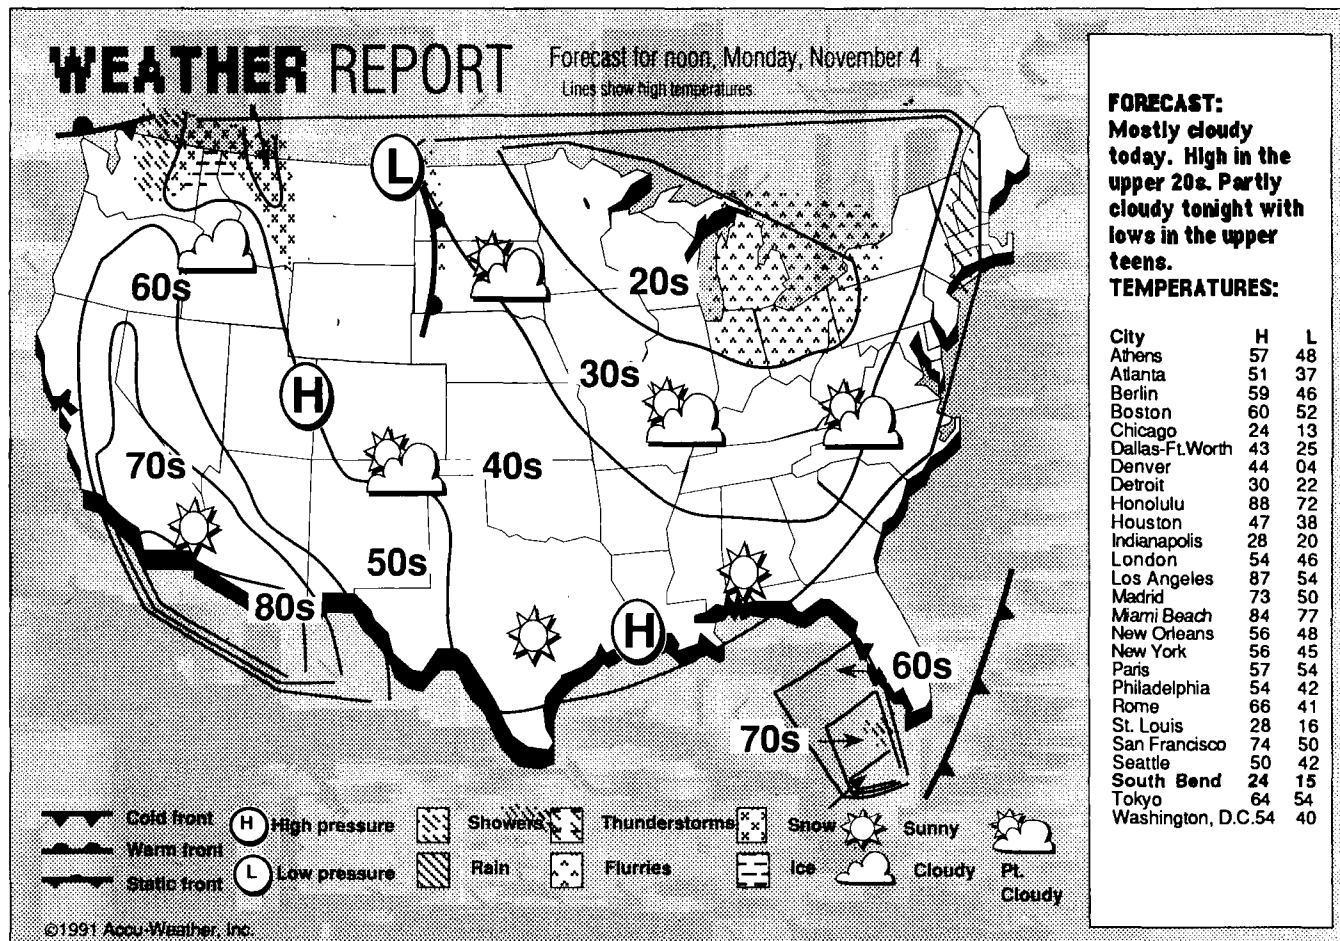 WEATHER REPORT
Forecast for noon, Monday, November 4
Lines show high temperatures.
L
60s
20s
30s
H
70s
40s
50s
80s
H
60s
70s
Cold front
Warm front
Static front
H High pressure
L Low pressure
Showers
Rain
Thunderstorms
Flurries
Snow
Ice
Sunny
Cloudy
Pt.
Cloudy
©1991 Accu-Weather, Inc.
FORECAST:
Mostly cloudy
today. High in the
upper 20s. Partly
cloudy tonight with
lows in the upper
teens.
TEMPERATURES:
City H L
Athens 57 48
Atlanta 51 37
Berlin 59 46
Boston 60 52
Chicago 24 13
Dallas-Ft.Worth 43 25
Denver 44 04
Detroit 30 22
Honolulu 88 72
Houston 47 38
Indianapolis 28 20
London 54 46
Los Angeles 87 54
Madrid 73 50
Miami Beach 84 77
New Orleans 56 48
New York 56 45
Paris 57 54
Philadelphia 54 42
Rome 66 41
St. Louis 28 16
San Francisco 74 50
Seattle 50 42
South Bend 24 15
Tokyo 64 54
Washington, D.C.54 40